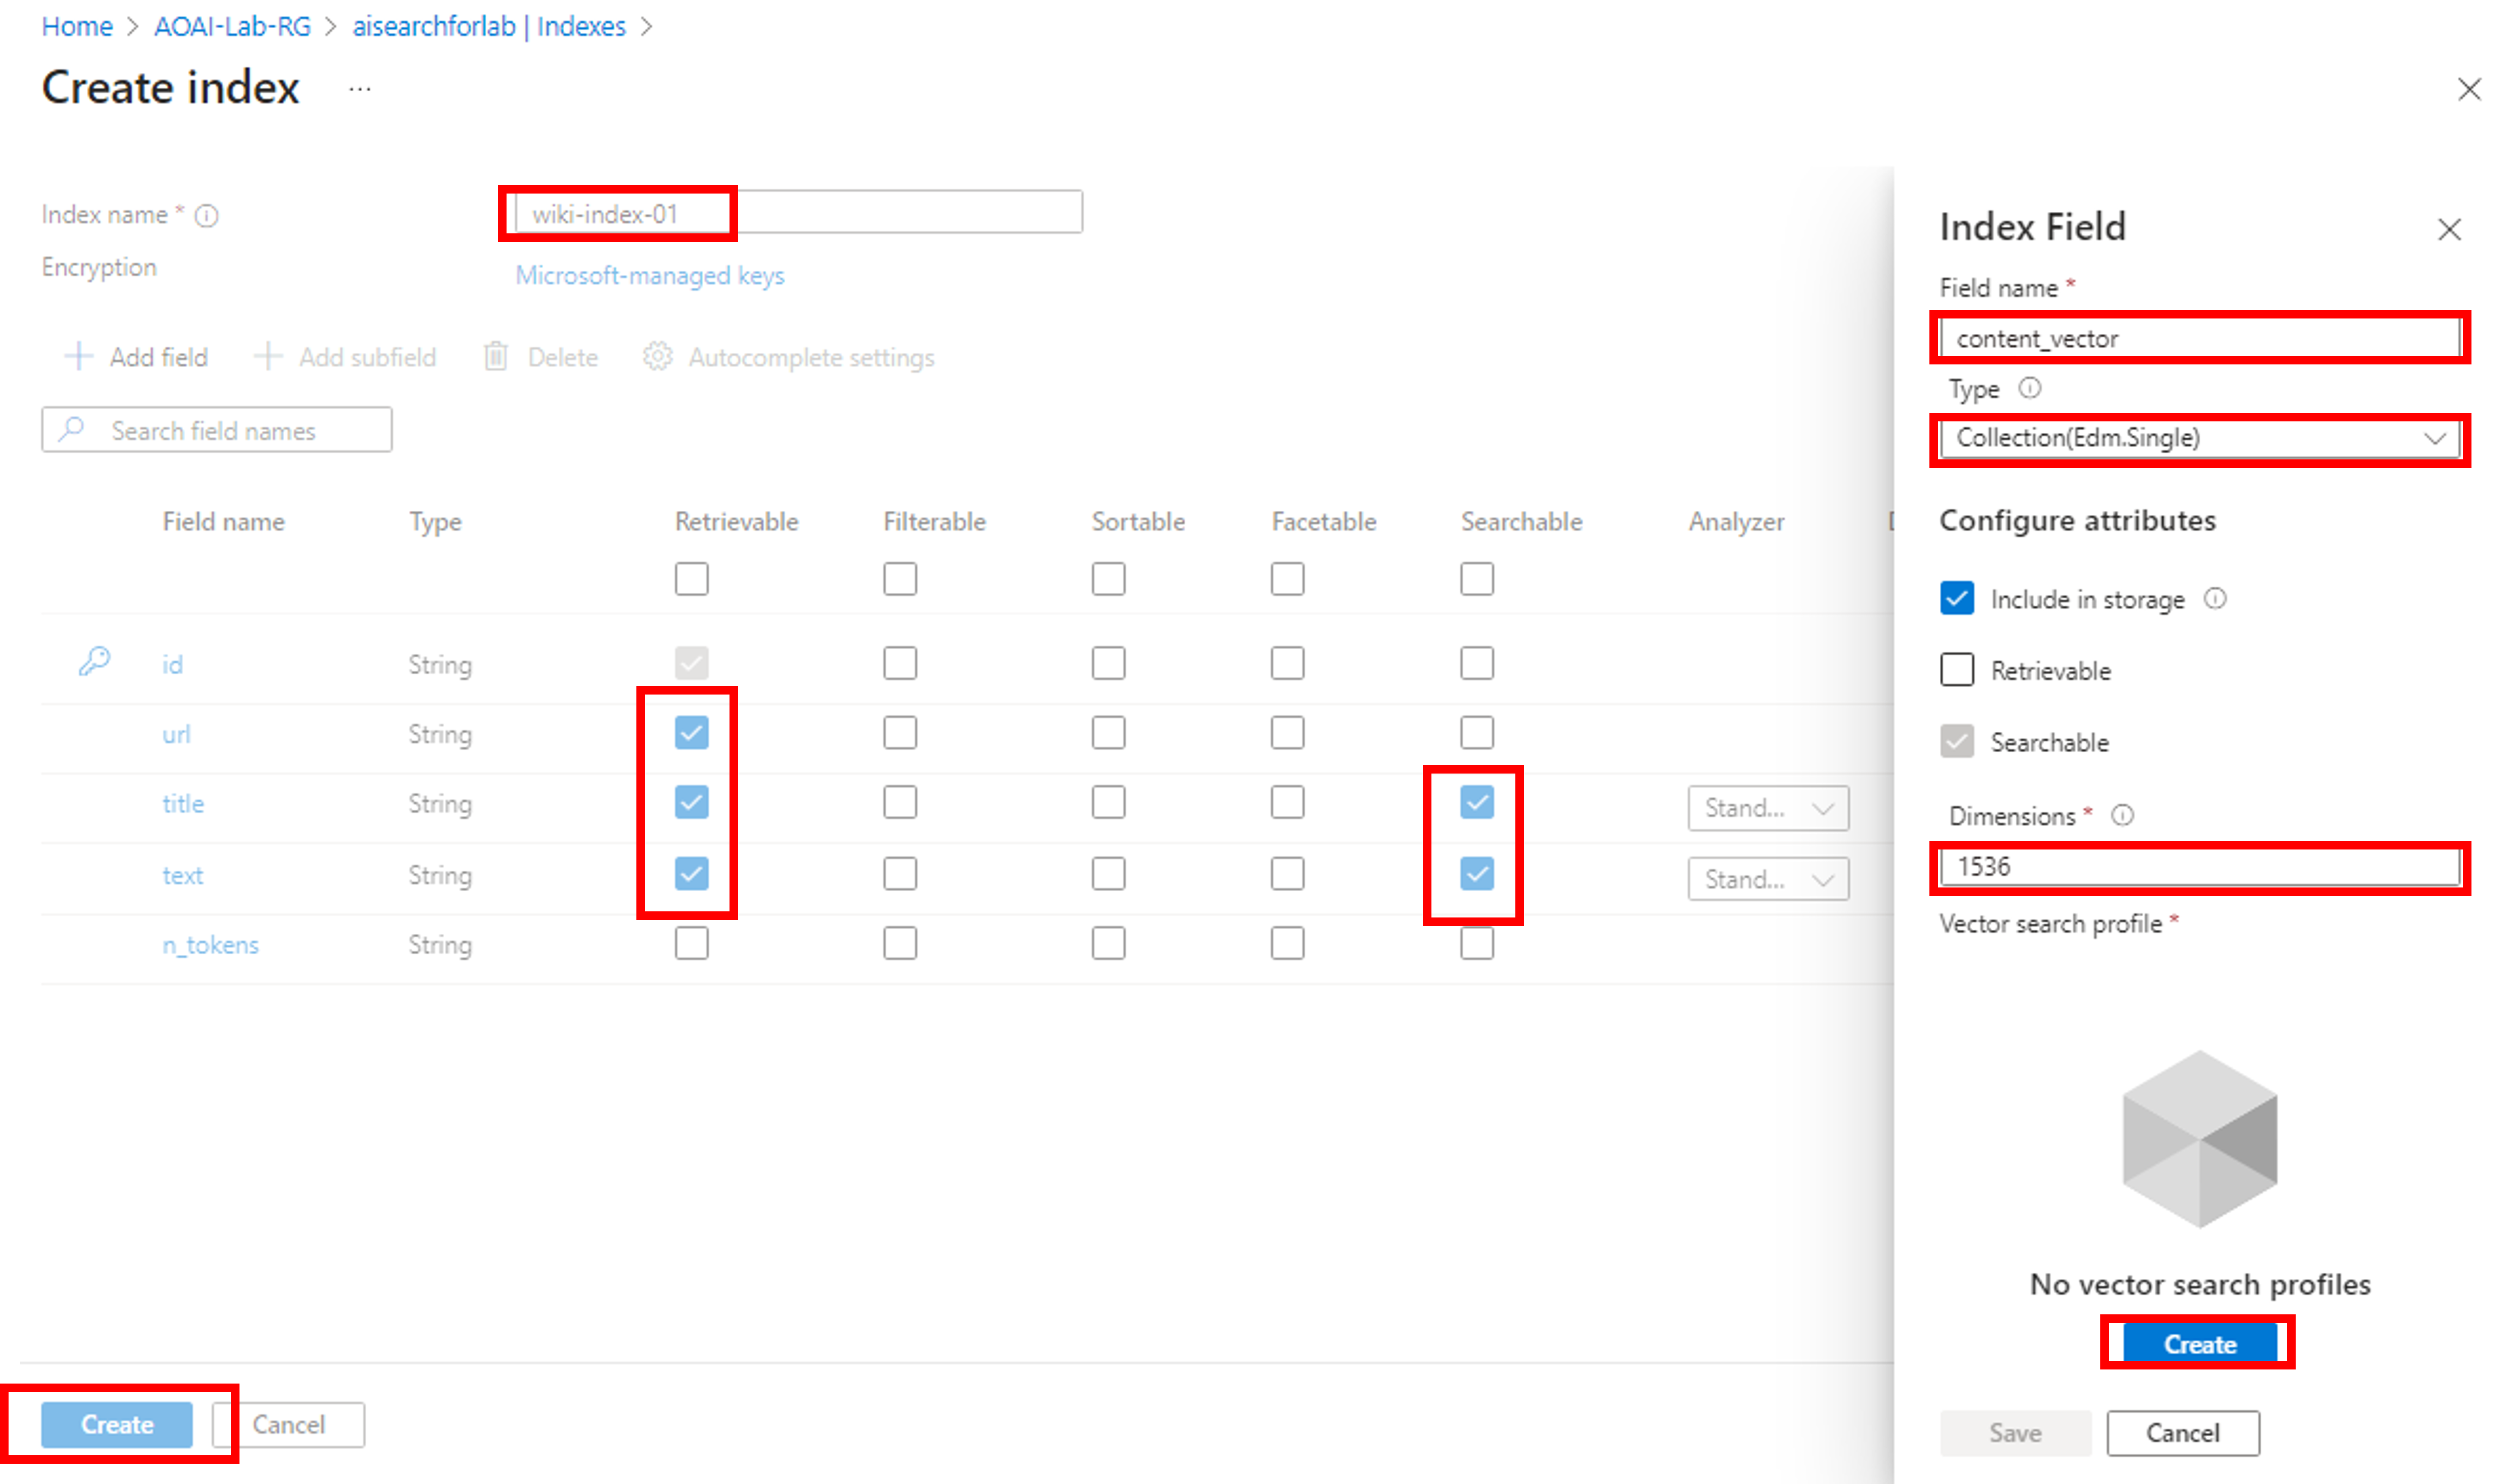 Home > AOAI-Lab-RG > aisearchforlab | Indexes >
Create index ...
Index name *
wiki-index-01
Encryption
Microsoft-managed keys
Add field
Add subfield
Delete
Autocomplete settings
Search field names
Field name Type Retrievable Filterable Sortable Facetable Searchable Analyzer
id String
url String
title String Stand...
text String Stand...
n_tokens String
Create
Cancel
Index Field
Field name *
content_vector
Type
Collection(Edm.Single)
Configure attributes
Include in storage
Retrievable
Searchable
Dimensions *
1536
Vector search profile *
No vector search profiles
Create
Save
Cancel